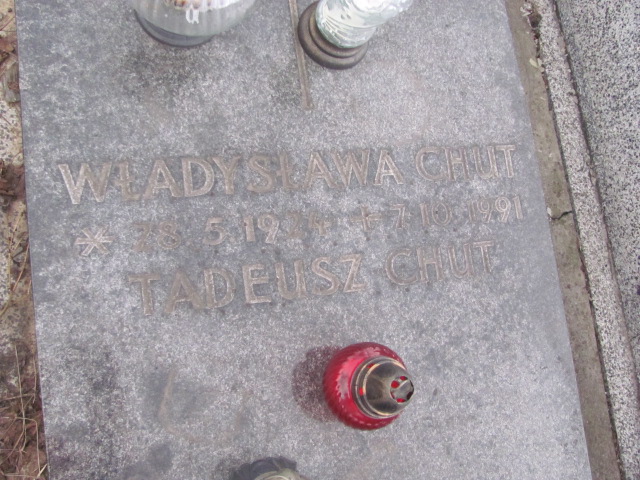 WŁADYSŁAWA CHUT
* 28.5.1924 + 7.10.1991
TADEUSZ CHUT